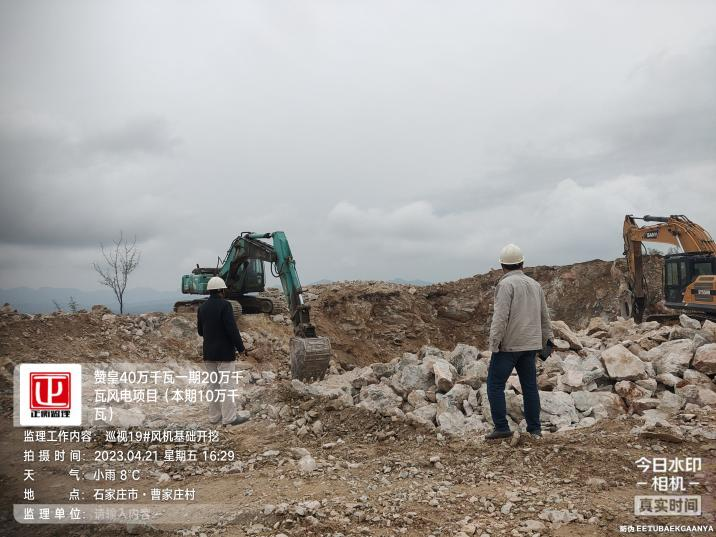 赞皇40万千瓦一期20万千
瓦风电项目（本期10万千
瓦）
监理工作内容：巡视19#风机基础开挖
拍摄时间：2023.04.21 星期五 16:29
天气：小雨 8℃
地点：石家庄市·曹家庄村
监理单位：请输入内容
SANY
今日水印
相机
真实时间
防伪 EETUBAEKGAANYA